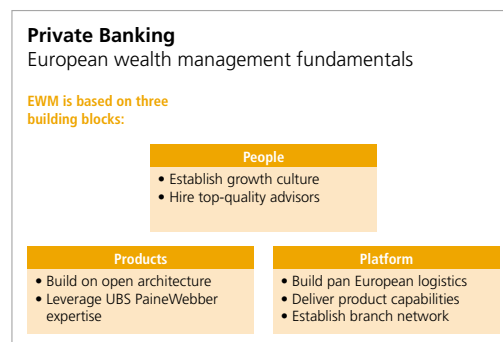 Private Banking
European wealth management fundamentals
EWM is based on three
building blocks:
People
• Establish growth culture
• Hire top-quality advisors
Products
• Build on open architecture
• Leverage UBS PaineWebber
expertise
Platform
• Build pan European logistics
• Deliver product capabilities
• Establish branch network